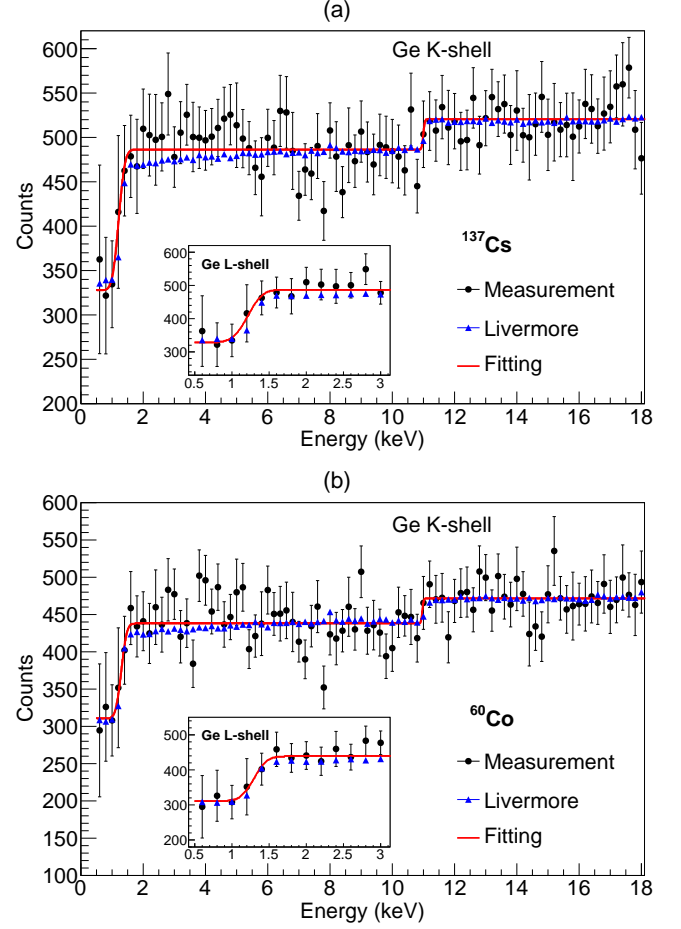 (a)
600
550
500
450
400
350
300
250
200
Counts
Ge K-shell
137Cs
Measurement
Livermore
Fitting
Ge L-shell
600
500
400
300
0.5 1 1.5 2 2.5 3
0 2 4 6 8 10 12 14 16 18
Energy (keV)
(b)
600
550
500
450
400
350
300
250
200
150
100
Counts
Ge K-shell
60Co
Measurement
Livermore
Fitting
Ge L-shell
500
400
300
200
0.5 1 1.5 2 2.5 3
0 2 4 6 8 10 12 14 16 18
Energy (keV)